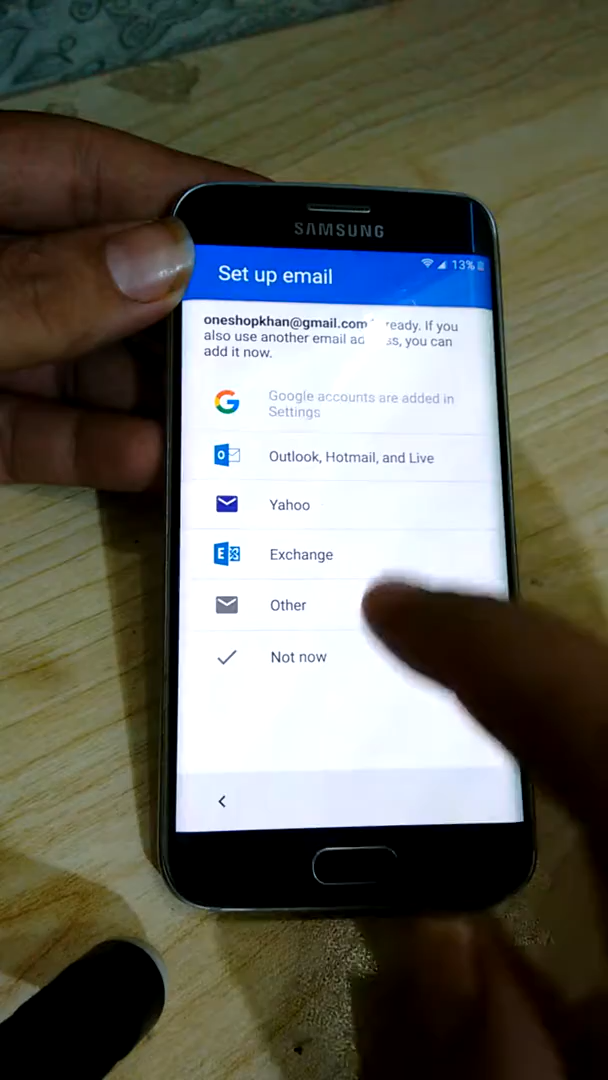 SAMSUNG
13%
Set up email
oneshopkhan@gmail.com ready. If you
also use another email you can
add it now.
Google accounts are added in
Settings
Outlook, Hotmail, and Live
Yahoo
Exchange
Other
Not now